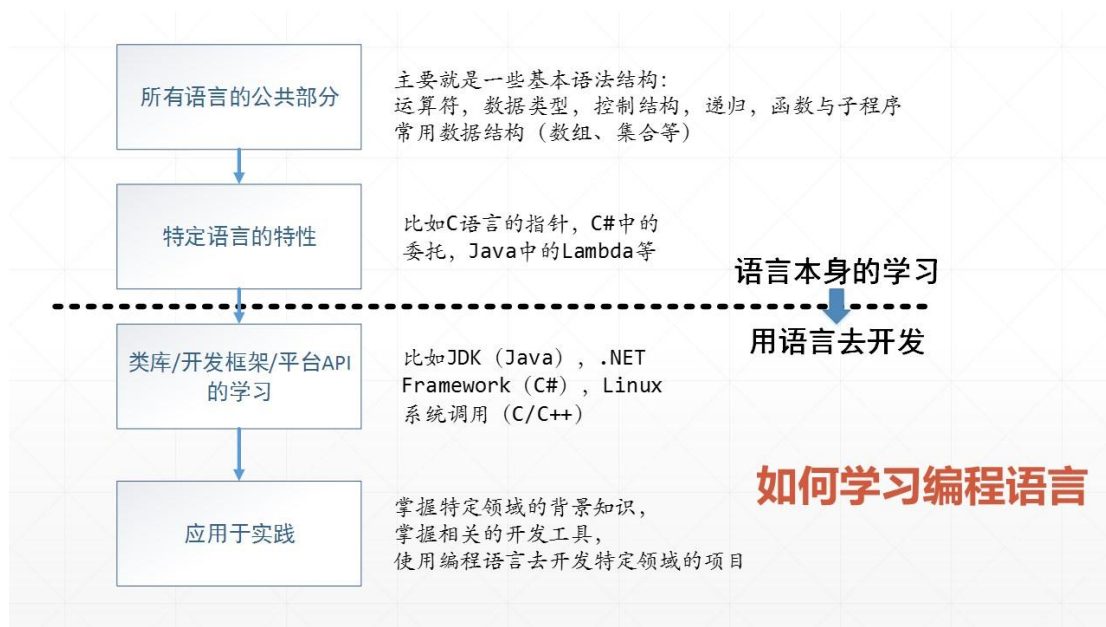 所有语言的公共部分
主要就是一些基本语法结构：
运算符，数据类型，控制结构，递归，函数与子程序
常用数据结构（数组、集合等）
特定语言的特性
比如C语言的指针，C#中的
委托，Java中的Lambda等
语言本身的学习
用语言去开发
类库/开发框架/平台API
的学习
比如JDK（Java），.NET
Framework（C#），Linux
系统调用（C/C++）
如何学习编程语言
应用于实践
掌握特定领域的背景知识，
掌握相关的开发工具，
使用编程语言去开发特定领域的项目